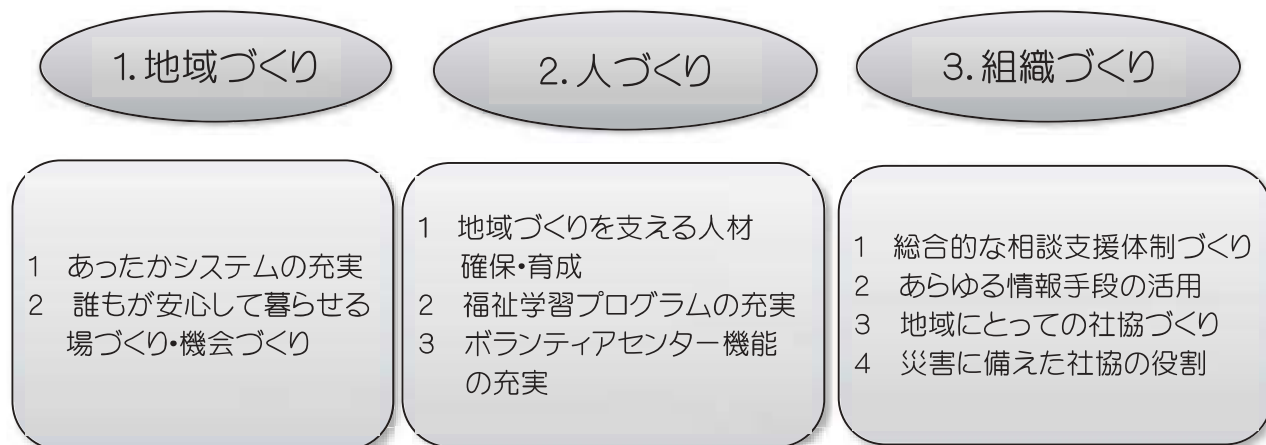 1.地域づくり
2.人づくり
3.組織づくり
1 あったかシステムの充実
2 誰もが安心して暮らせる
場づくり・機会づくり
1 地域づくりを支える人材
確保・育成
2 福祉学習プログラムの充実
3 ボランティアセンター機能
の充実
1 総合的な相談支援体制づくり
2 あらゆる情報手段の活用
3 地域にとっての社協づくり
4 災害に備えた社協の役割